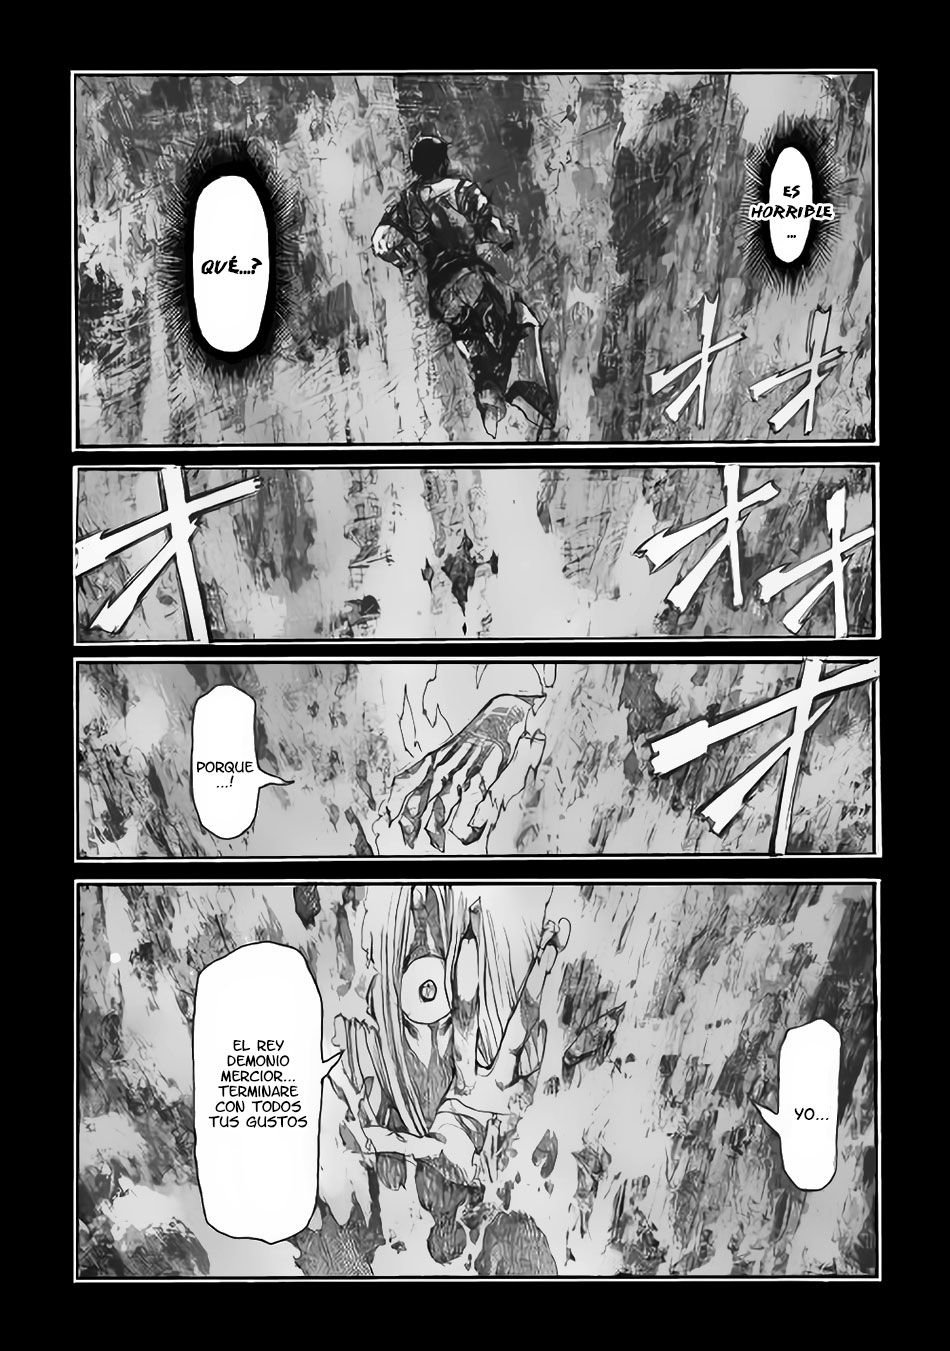 ES
HORRIBLE
...
QUÉ...?
オ
オ
オ
オ
オ
オ
PORQUE
...!
YO...
EL REY
DEMONIO
MERCIOR...
TERMINARE
CON TODOS
TUS GUSTOS